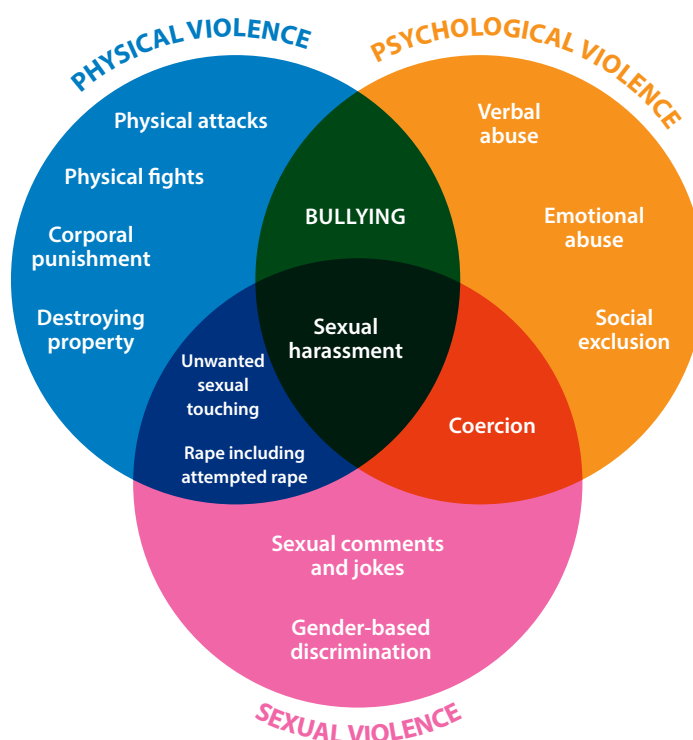 PHYSICAL VIOLENCE
PSYCHOLOGICAL VIOLENCE
Physical attacks
Physical fights
Corporal
punishment
Destroying
property
BULLYING
Verbal
abuse
Emotional
abuse
Social
exclusion
Sexual
harassment
Unwanted
sexual
touching
Rape including
attempted rape
Coercion
Sexual comments
and jokes
Gender-based
discrimination
SEXUAL VIOLENCE